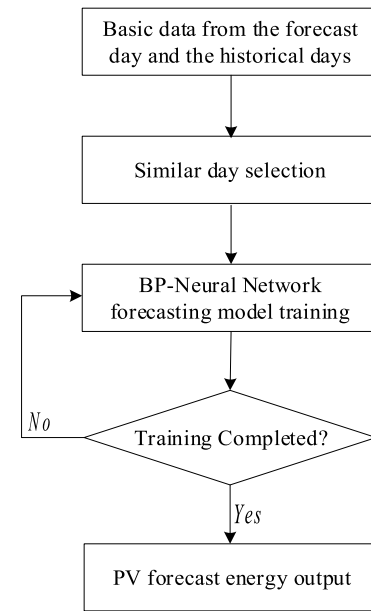 Basic data from the forecast
day and the historical days
Similar day selection
BP-Neural Network
forecasting model training
Training Completed?
No
Yes
PV forecast energy output